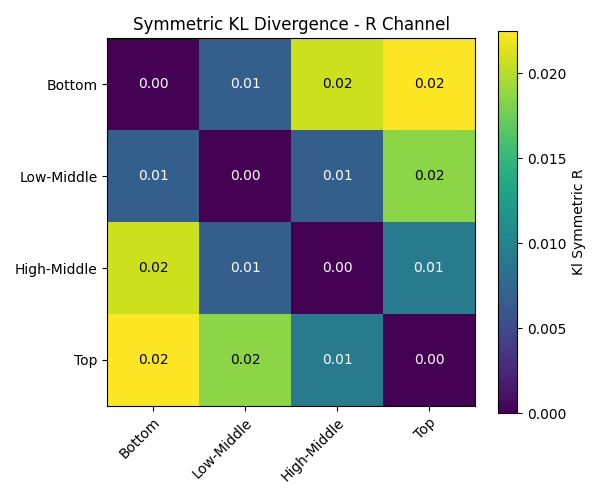 Symmetric KL Divergence - R Channel
Bottom 0.00 0.01 0.02 0.02
Low-Middle 0.01 0.00 0.01 0.02
High-Middle 0.02 0.01 0.00 0.01
Top 0.02 0.02 0.01 0.00
Bottom Low-Middle High-Middle Top
0.020
0.015
0.010
0.005
0.000
Kl Symmetric R